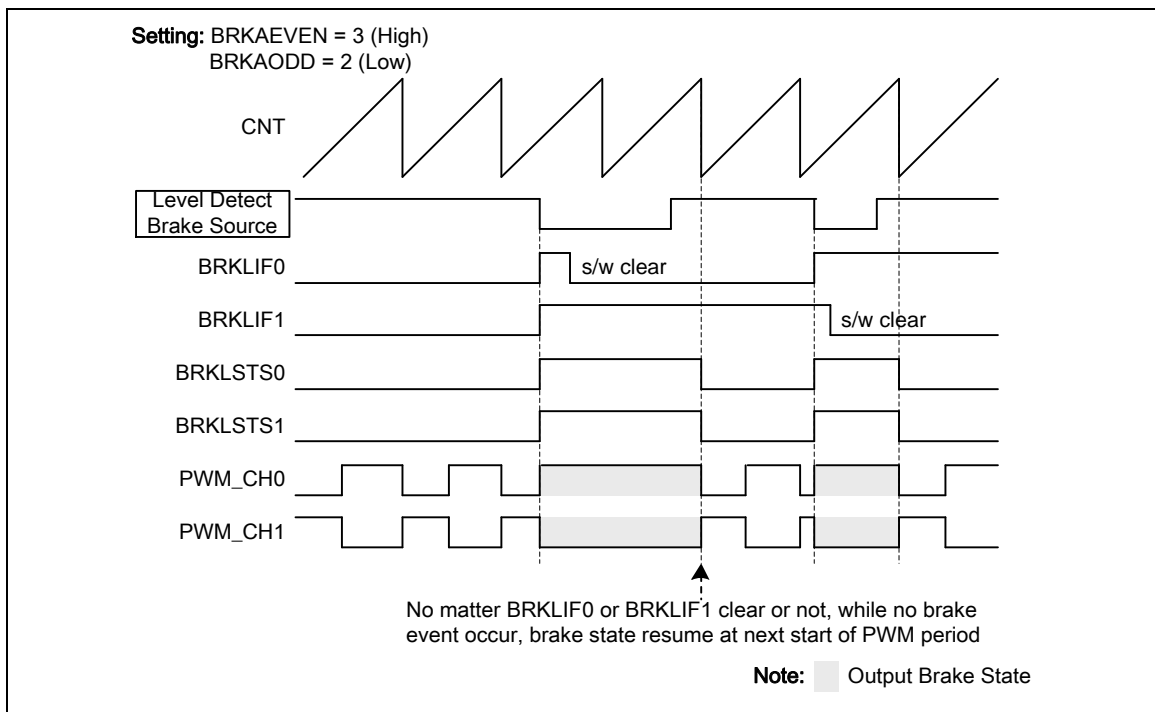 Setting: BRKAEVEN = 3 (High)
BRKAODD = 2 (Low)
CNT
Level Detect
Brake Source
BRKLIF0
s/w clear
BRKLIF1
s/w clear
BRKLSTS0
BRKLSTS1
PWM_CH0
PWM_CH1
No matter BRKLIF0 or BRKLIF1 clear or not, while no brake
event occur, brake state resume at next start of PWM period
Note: Output Brake State